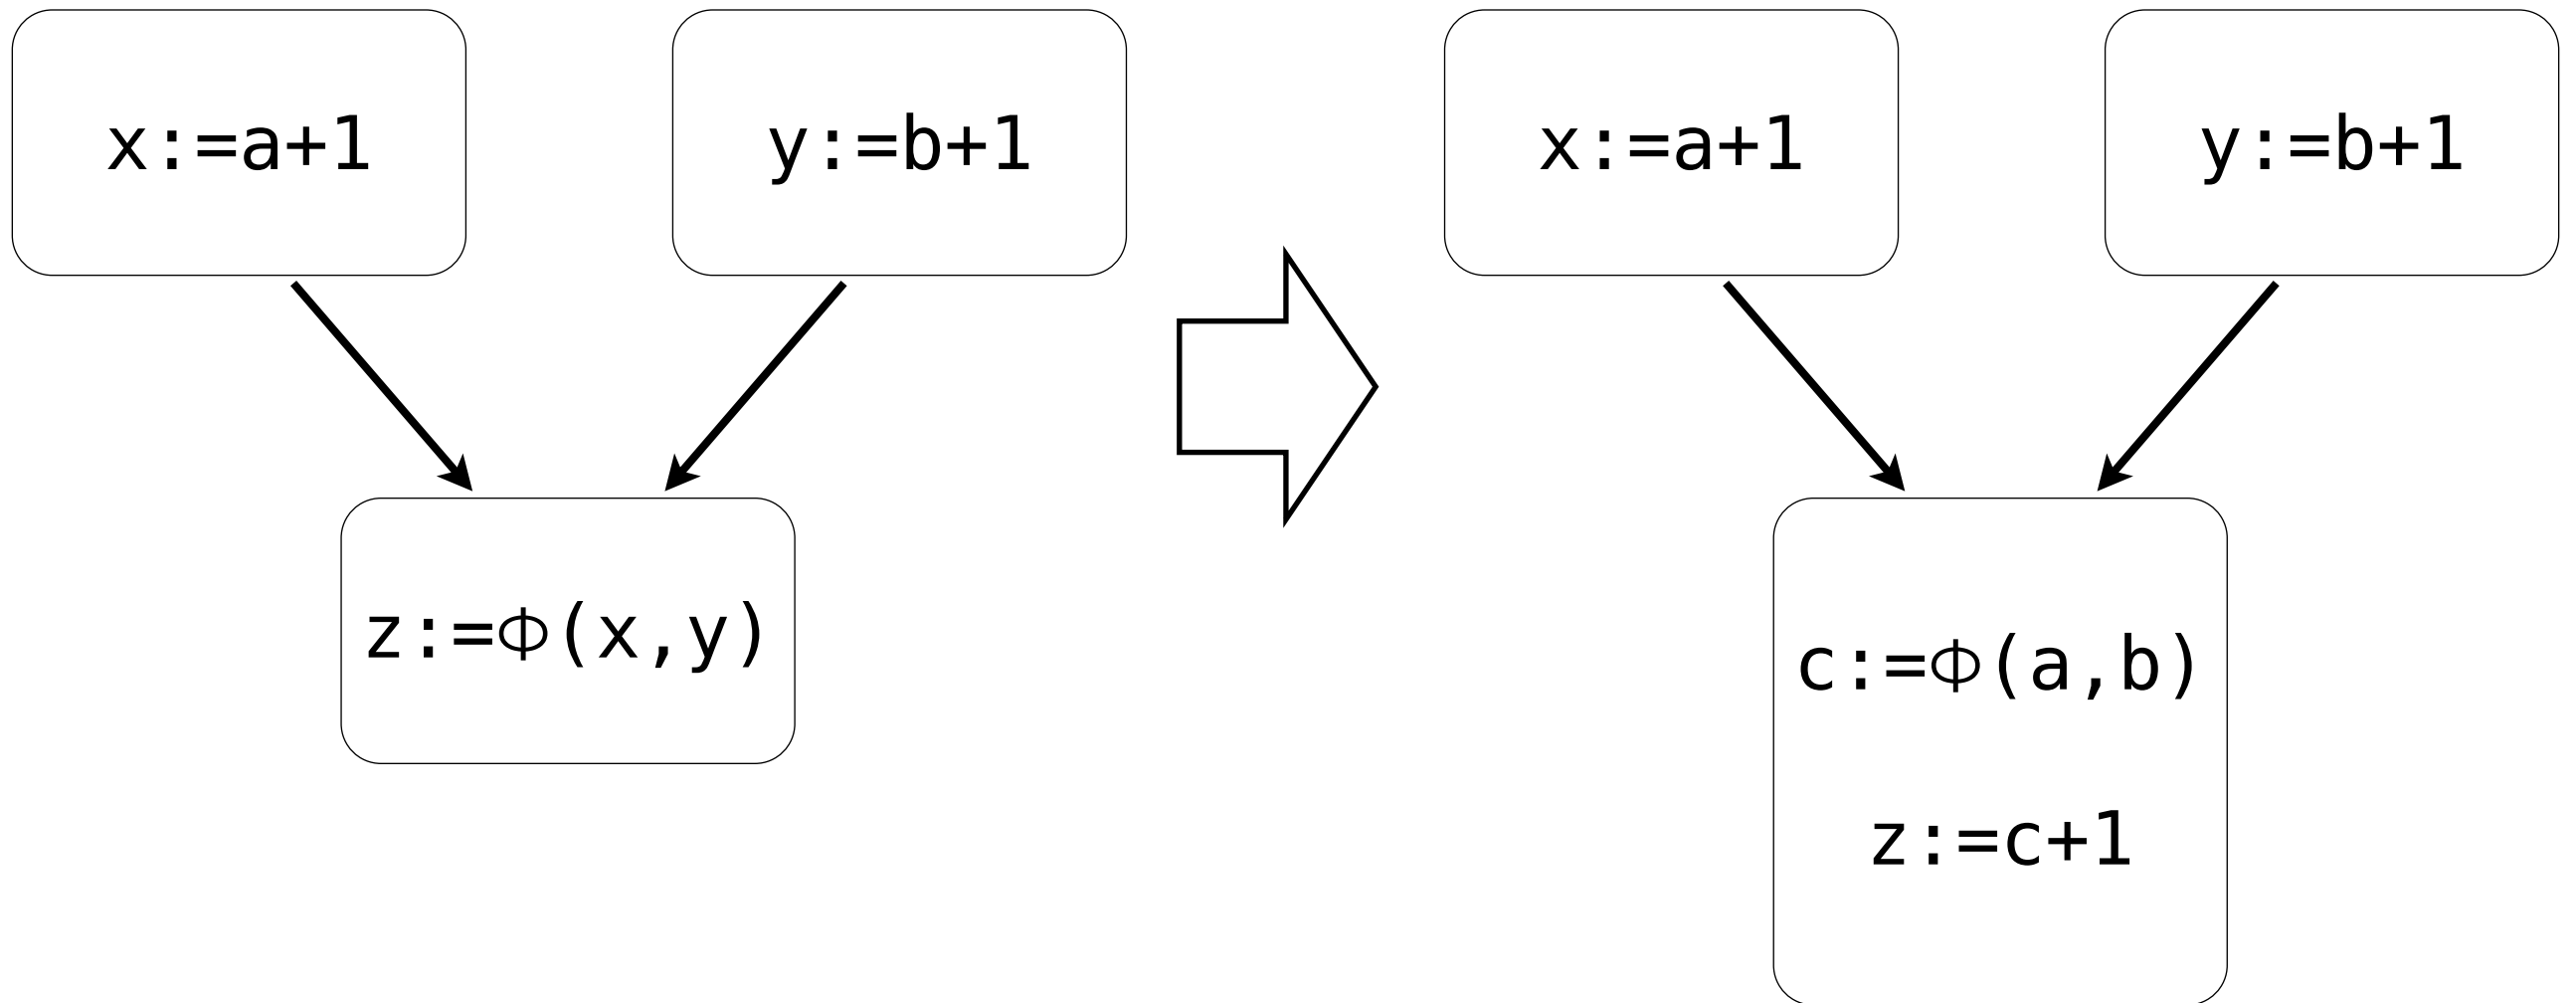 x:=a+1
y:=b+1
z:=Φ(x,y)
x:=a+1
y:=b+1
c:=Φ(a,b)
z:=c+1